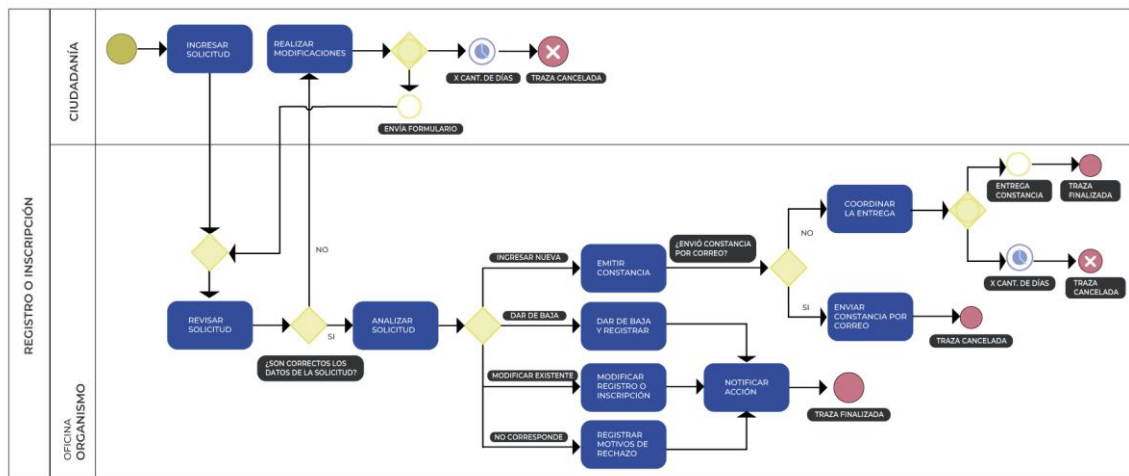 REGISTRO O INSCRIPCIÓN
CIUDADANÍA
INGRESAR
SOLICITUD
REALIZAR
MODIFICACIONES
X CANT. DE DÍAS
TRAZA CANCELADA
ENVÍA FORMULARIO
OFICINA
ORGANISMO
REVISAR
SOLICITUD
NO
SI
¿SON CORRECTOS LOS
DATOS DE LA SOLICITUD?
ANALIZAR
SOLICITUD
INGRESAR NUEVA
EMITIR
CONSTANCIA
¿ENVIÓ CONSTANCIA
POR CORREO?
NO
COORDINAR
LA ENTREGA
ENTREGA
CONSTANCIA
TRAZA
FINALIZADA
X CANT. DE DÍAS
TRAZA
CANCELADA
SI
ENVIAR
CONSTANCIA POR
CORREO
TRAZA CANCELADA
DAR DE BAJA
DAR DE BAJA
Y REGISTRAR
MODIFICAR EXISTENTE
MODIFICAR
REGISTRO O
INSCRIPCIÓN
NOTIFICAR
ACCIÓN
TRAZA FINALIZADA
NO CORRESPONDE
REGISTRAR
MOTIVOS DE
RECHAZO